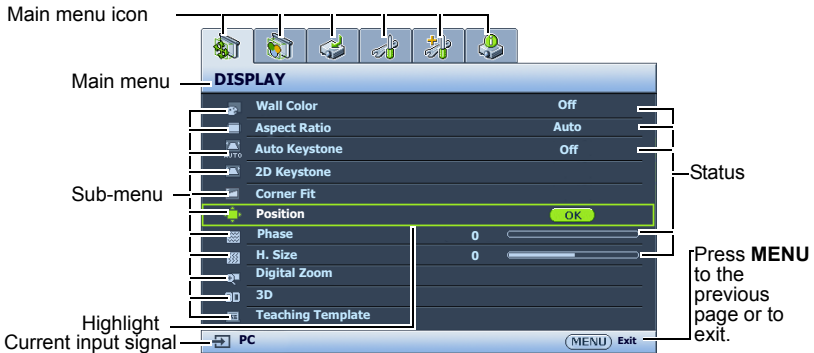 Main menu icon
Main menu
DISPLAY
Wall Color Off
Aspect Ratio Auto
AUTO Auto Keystone Off
2D Keystone
Status
Sub-menu
Corner Fit
Position OK
Phase 0
H. Size 0
Digital Zoom
3D 3D
Teaching Template
Press MENU
to the
previous
page or to
exit.
Highlight
Current input signal
PC
MENU Exit